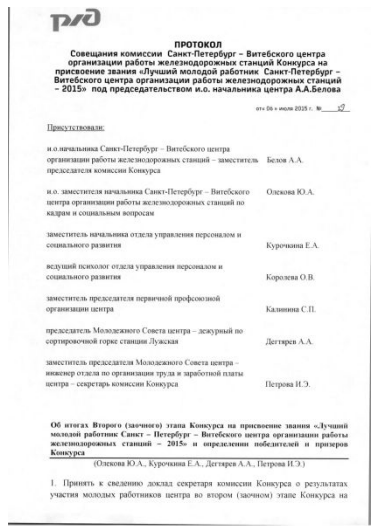 РЖД
ПРОТОКОЛ
Совещания комиссии Санкт-Петербург – Витебского центра
организации работы железнодорожных станций Конкурса на
присвоение звания «Лучший молодой работник Санкт-Петербург –
Витебского центра организации работы железнодорожных станций
– 2015» под председательством и.о. начальника центра А.А.Белова
от« 06 » июля 2015 г. №
Присутствовали:
и.о.начальника Санкт-Петербург – Витебского центра
организации работы железнодорожных станций – заместитель Белов А.А.
председателя комиссии Конкурса
и.о. заместителя начальника Санкт-Петербург – Витебского Олекова Ю.А.
центра организации работы железнодорожных станций по
кадрам и социальным вопросам
заместитель начальника отдела управления персоналом и
социального развития Курочкина Е.А.
ведущий психолог отдела управления персоналом и
социального развития Королева О.В.
заместитель председателя первичной профсоюзной
организации центра Калинина С.П.
председатель Молодежного Совета центра – дежурный по
сортировочной горке станции Лужская Дегтярев А.А.
заместитель председателя Молодежного Совета центра –
инженер отдела по организации труда и заработной платы
центра – секретарь комиссии Конкурса Петрова И.Э.
Об итогах Второго (заочного) этапа Конкурса на присвоение звания «Лучший
молодой работник Санкт – Петербург – Витебского центра организации работы
железнодорожных станций – 2015» и определении победителей и призеров
Конкурса
(Олекова Ю.А., Курочкина Е.А., Дегтярев А.А., Петрова И.Э.)
1. Принять к сведению доклад секретаря комиссии Конкурса о результатах
участия молодых работников центра во втором (заочном) этапе Конкурса на